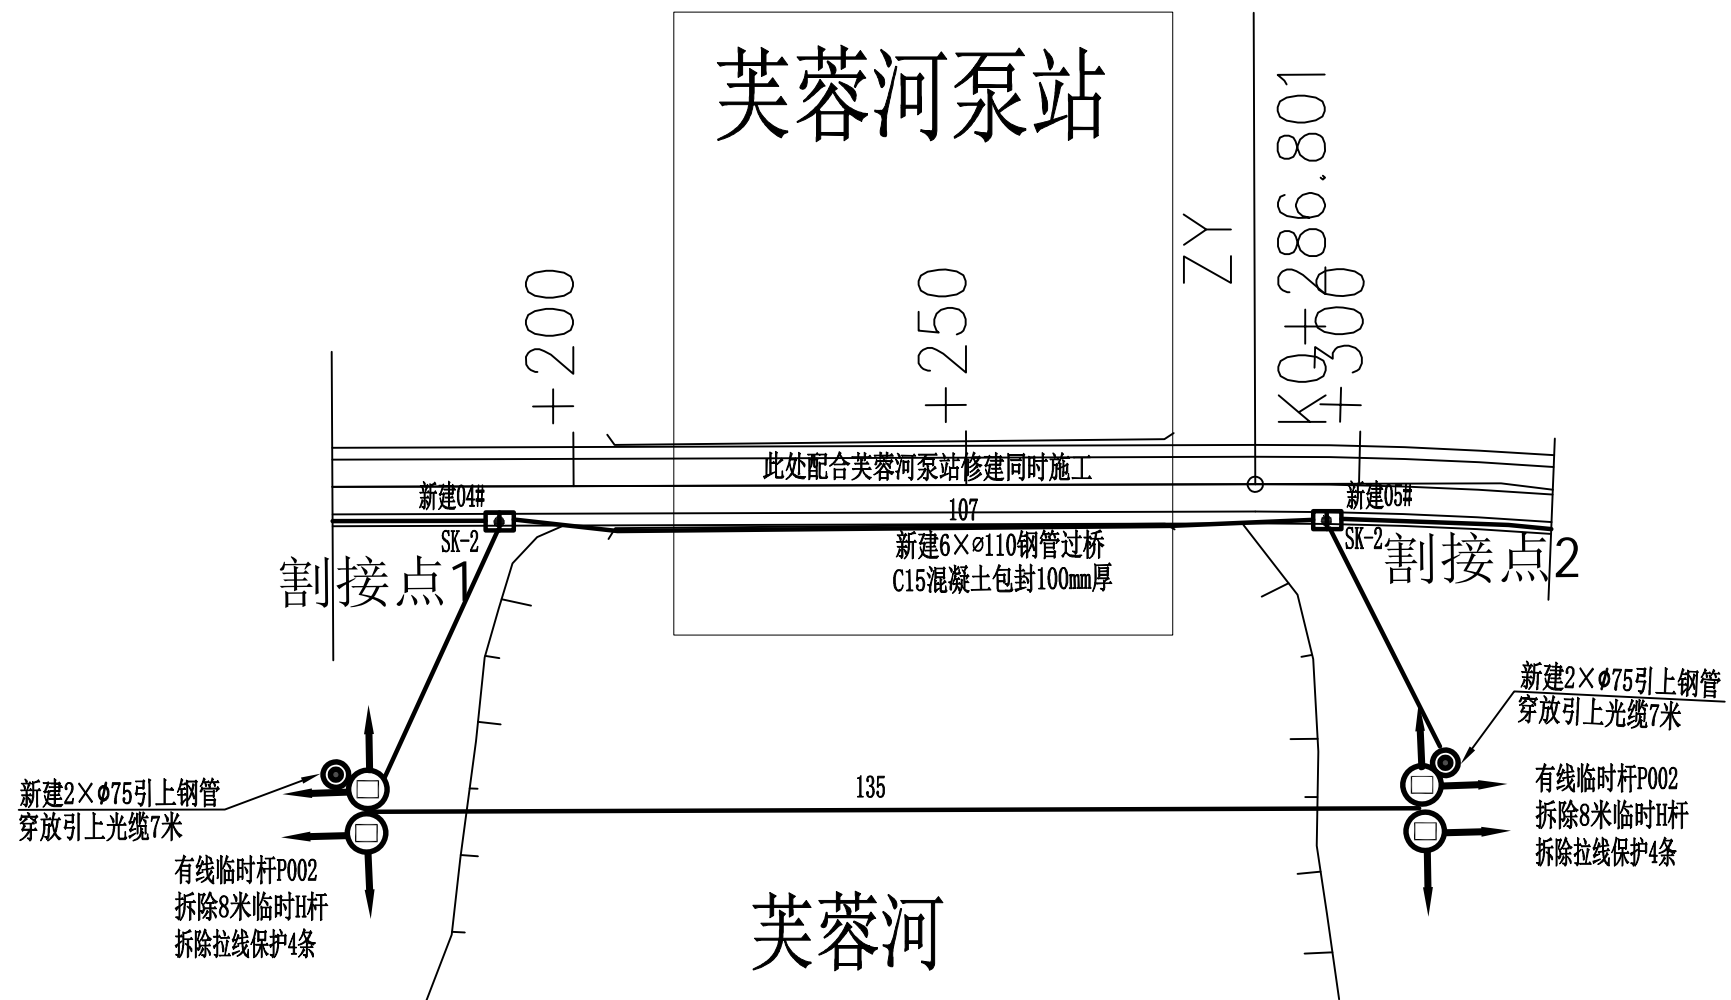 芙蓉河泵站
+200
+250
ZY
K0+286.801
+300
此处配合芙蓉河泵站修建同时施工
新建04#
新建05#
107
SK-2
SK-2
新建6×ø110钢管过桥
C15混凝土包封100mm厚
割接点1
割接点2
新建2×ø75引上钢管
穿放引上光缆7米
新建2×ø75引上钢管
穿放引上光缆7米
135
有线临时杆P002
拆除8米临时H杆
拆除拉线保护4条
有线临时杆P002
拆除8米临时H杆
拆除拉线保护4条
芙蓉河